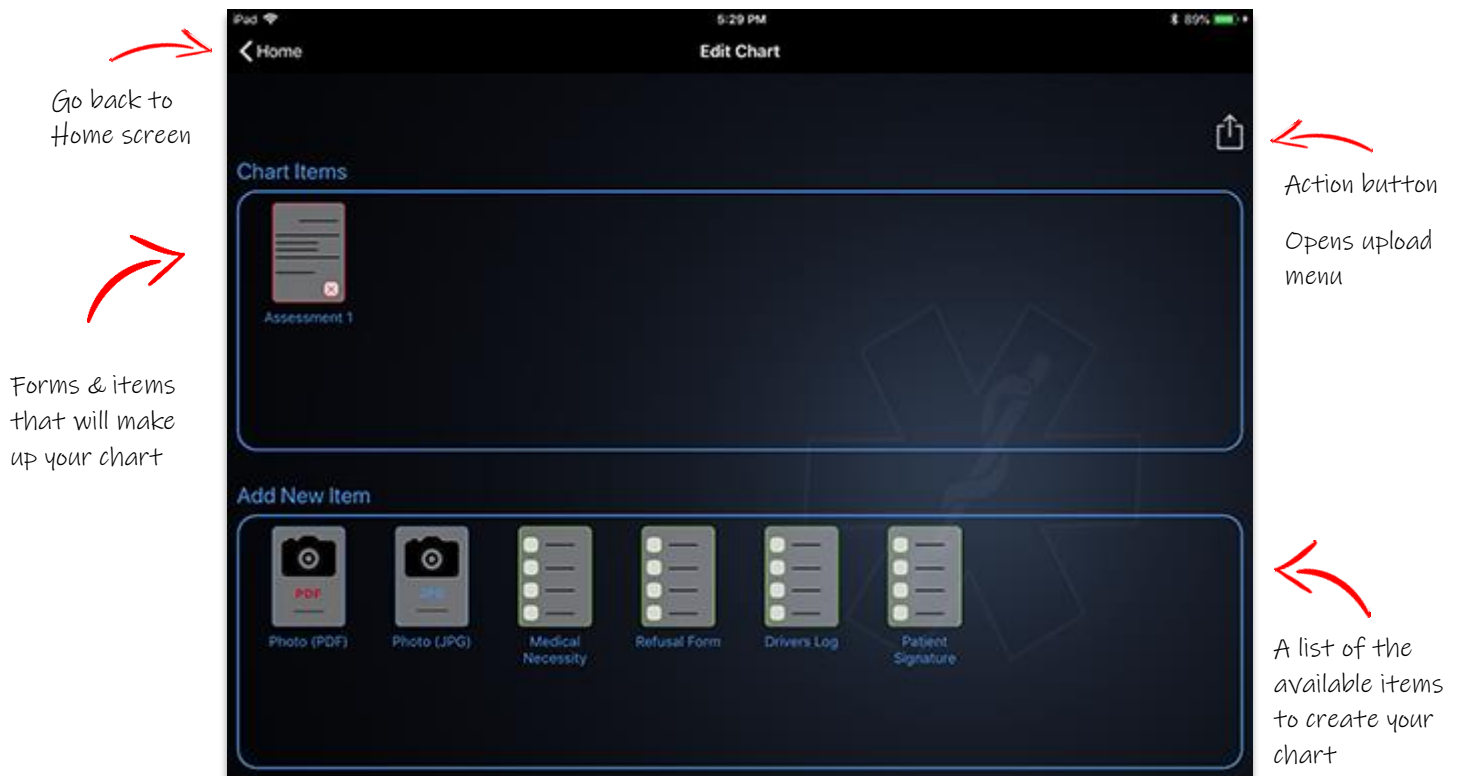 iPad
5:29 PM
89%
Home
Edit Chart
Go back to
Home screen
Action button
Opens upload
menu
Chart Items
Assessment 1
Forms & items
that will make
up your chart
Add New Item
PDF
JPG
Photo (PDF)
Photo (JPG)
Medical
Necessity
Refusal Form
Drivers Log
Patient
Signature
A list of the
available items
to create your
chart